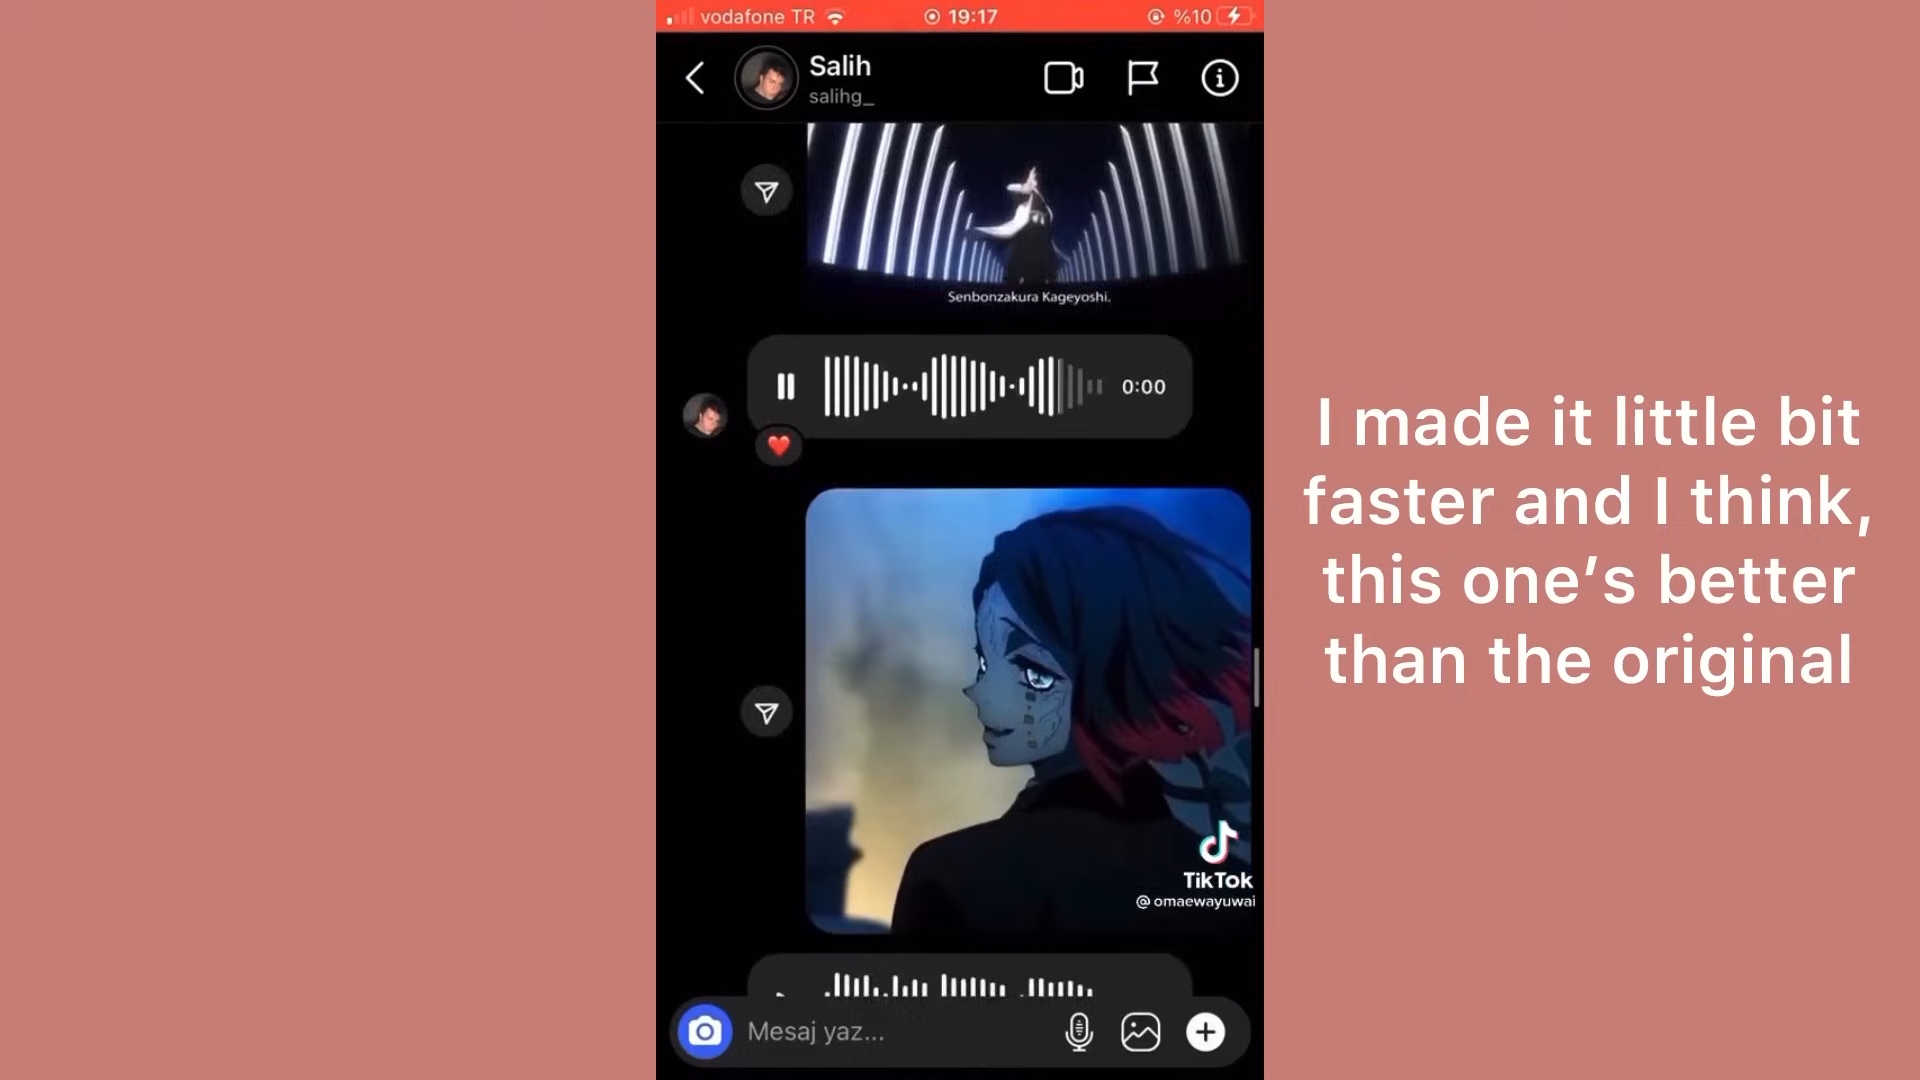 vodafone TR
19:17
%10
Salih
salihg_
Senbonzakura Kageyoshi.
0:00
TikTok
@omaewayuwai
Mesaj yaz...
I made it little bit
faster and I think,
this one’s better
than the original